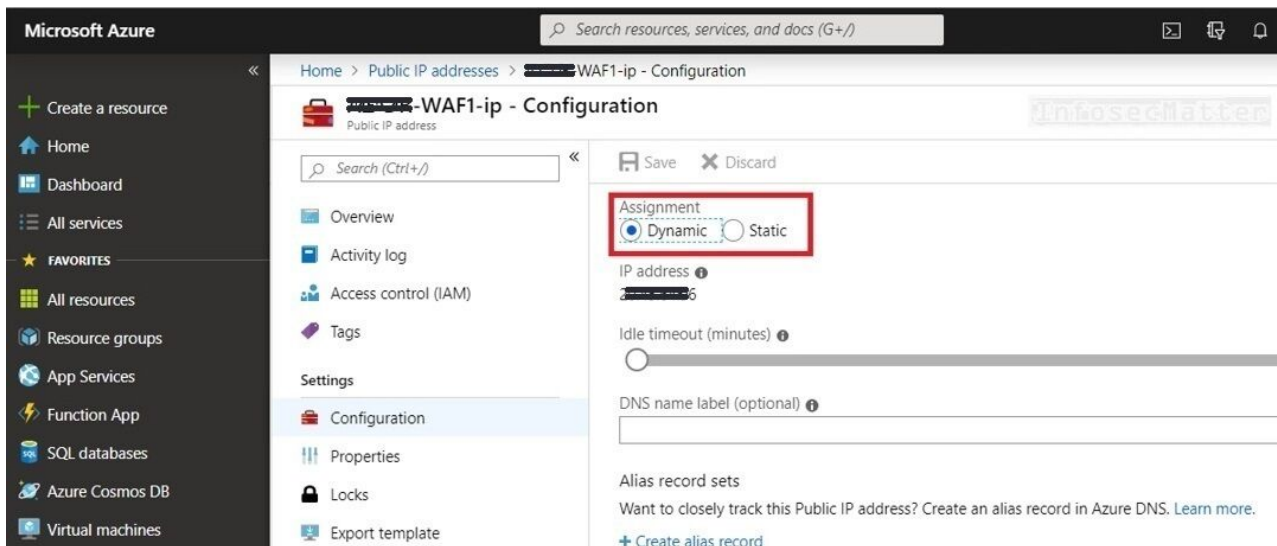 Microsoft Azure
Search resources, services, and docs (G+/)
«
Create a resource
Home
Dashboard
All services
FAVORITES
All resources
Resource groups
App Services
Function App
SQL databases
Azure Cosmos DB
Virtual machines
Home > Public IP addresses > WAF1-ip - Configuration
-WAF1-ip - Configuration
Public IP address
InfosecMatter
Search (Ctrl+/)
«
Overview
Activity log
Access control (IAM)
Tags
Settings
Configuration
Properties
Locks
Export template
Save Discard
Assignment
Dynamic Static
IP address
Idle timeout (minutes)
DNS name label (optional)
Alias record sets
Want to closely track this Public IP address? Create an alias record in Azure DNS. Learn more.
+ Create alias record